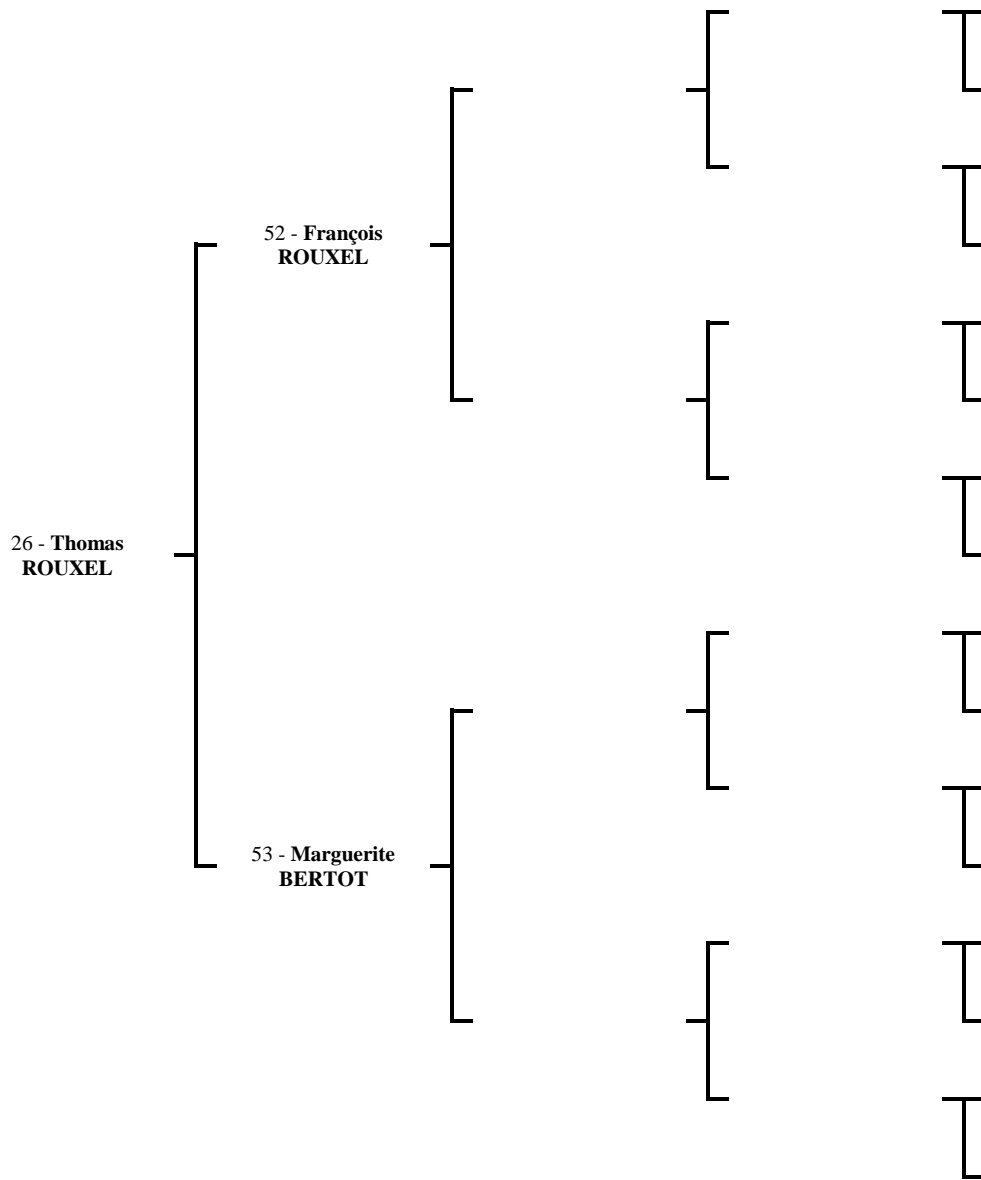 52 - François
ROUXEL
26 - Thomas
ROUXEL
53 - Marguerite
BERTOT